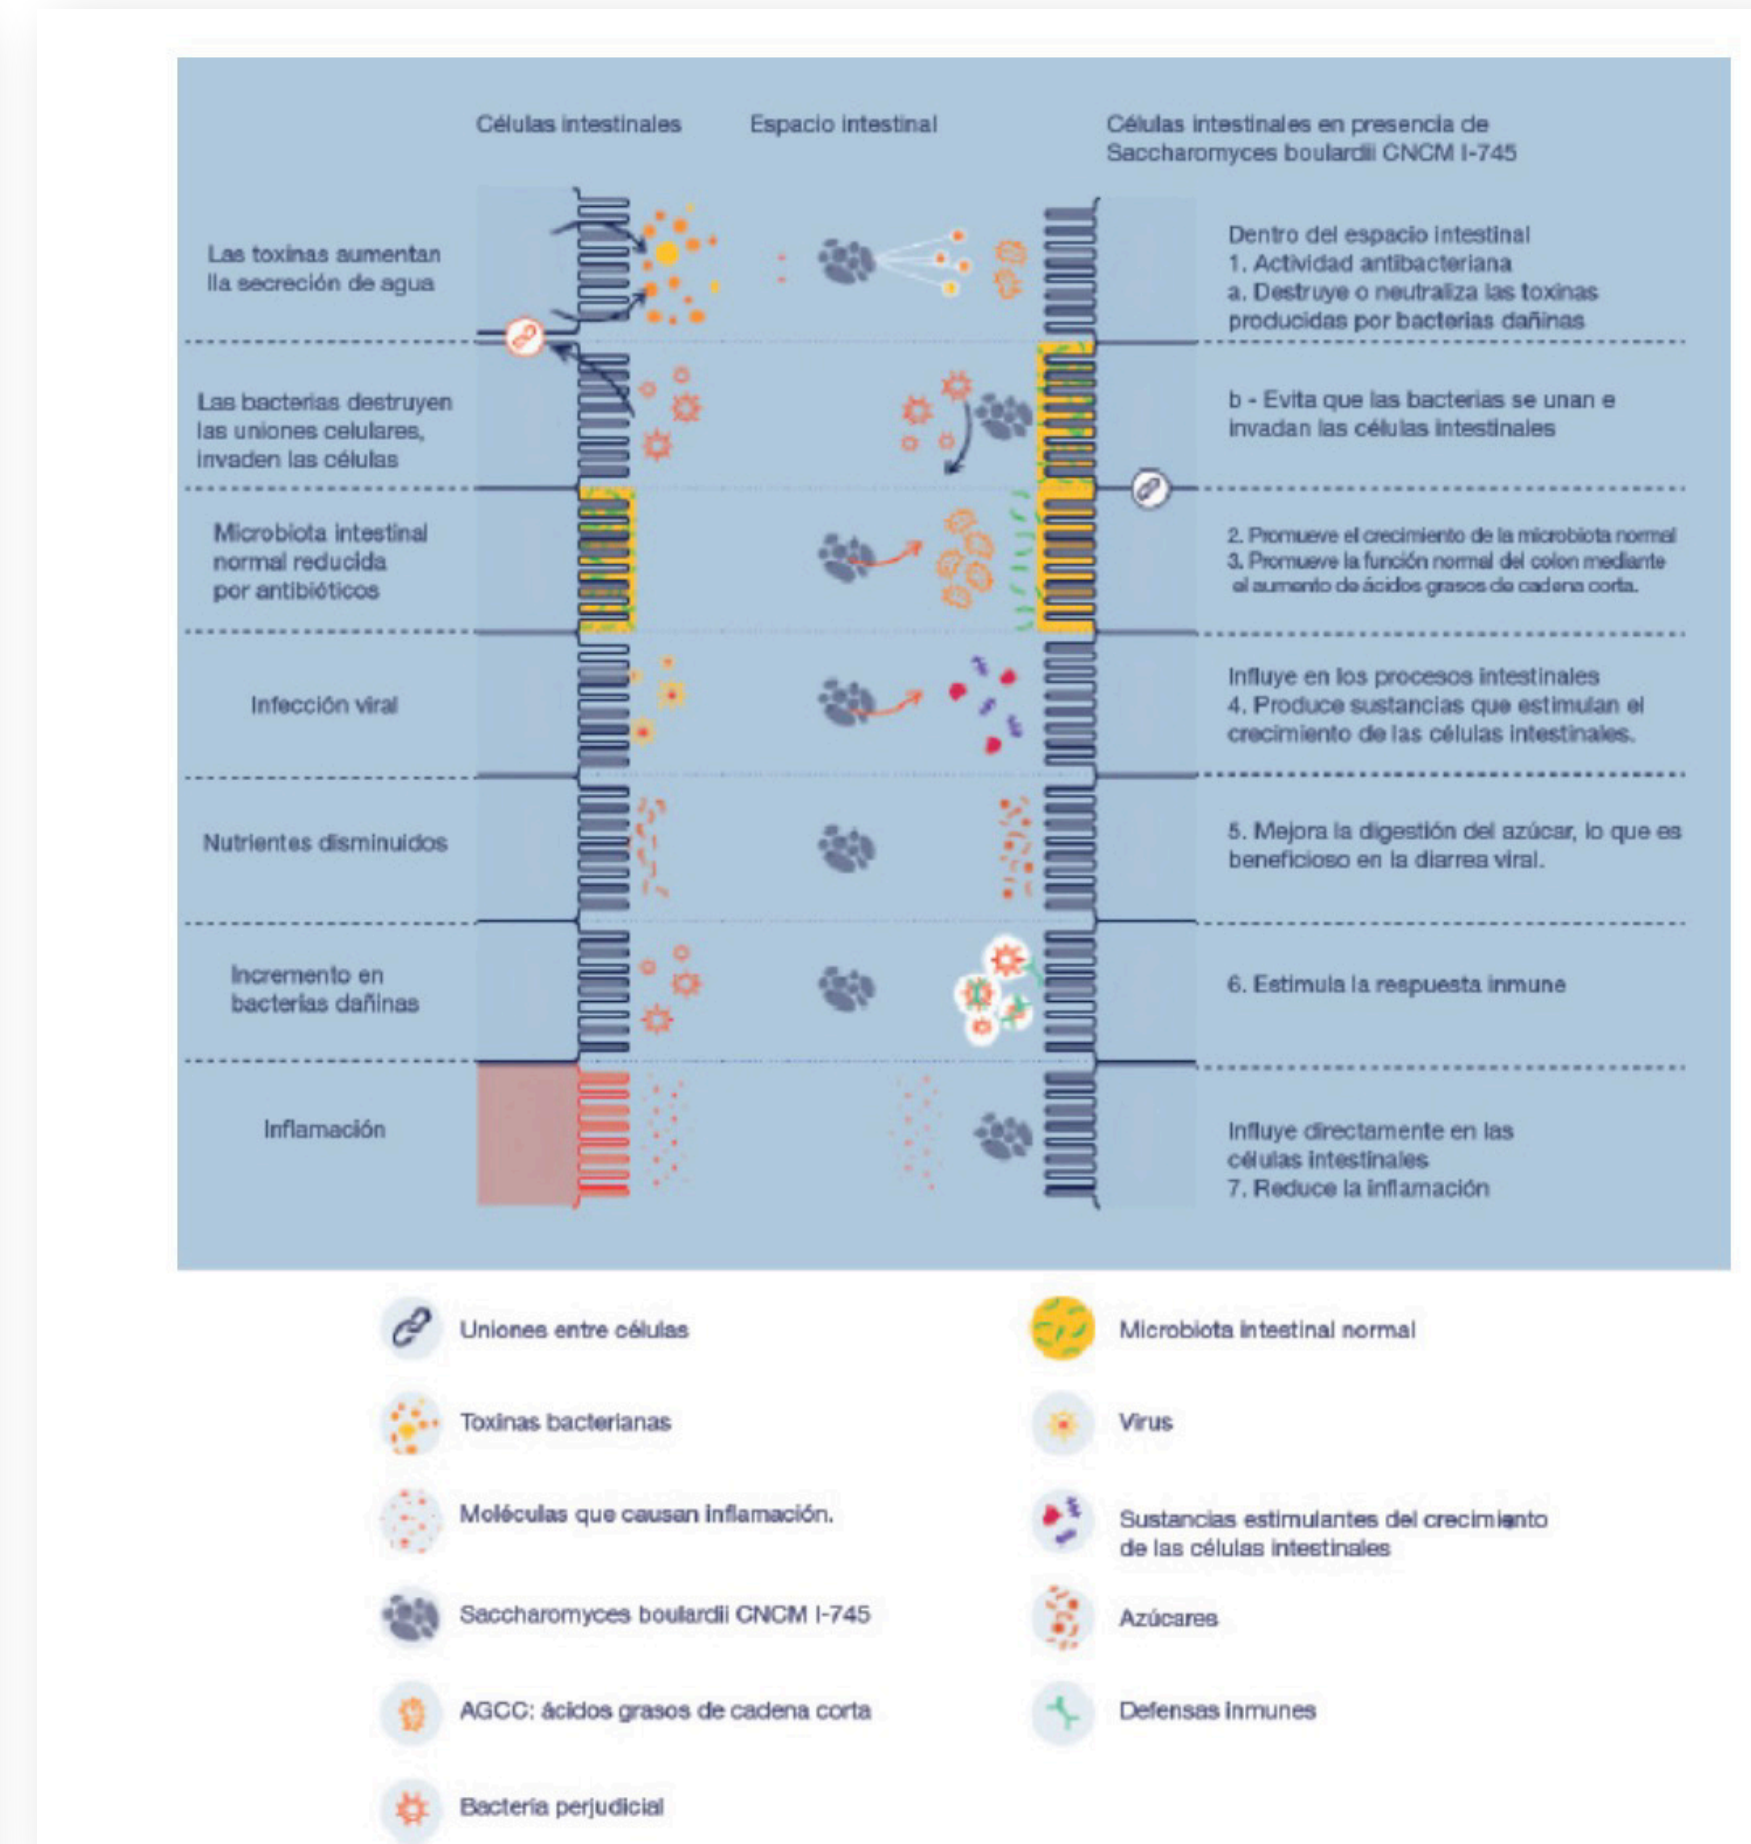 Células intestinales
Espacio intestinal
Células intestinales en presencia de
Saccharomyces boulardii CNCM I-745
Las toxinas aumentan
lla secreción de agua
Dentro del espacio intestinal
1. Actividad antibacteriana
a. Destruye o neutraliza las toxinas
producidas por bacterias dañinas
Las bacterias destruyen
las uniones celulares,
invaden las células
b - Evita que las bacterias se unan e
invadan las células intestinales
Microbiota intestinal
normal reducida
por antibióticos
2. Promueve el crecimiento de la microbiota normal
3. Promueve la función normal del colon mediante
el aumento de ácidos grasos de cadena corta.
Infección viral
Influye en los procesos intestinales
4. Produce sustancias que estimulan el
crecimiento de las células intestinales.
Nutrientes disminuidos
5. Mejora la digestión del azúcar, lo que es
beneficioso en la diarrea viral.
Incremento en
bacterias dañinas
6. Estimula la respuesta inmune
Inflamación
Influye directamente en las
células intestinales
7. Reduce la inflamación
Uniones entre células
Microbiota intestinal normal
Toxinas bacterianas
Virus
Moléculas que causan inflamación.
Sustancias estimulantes del crecimiento
de las células intestinales
Saccharomyces boulardii CNCM I-745
Azúcares
AGCC: ácidos grasos de cadena corta
Defensas inmunes
Bacteria perjudicial